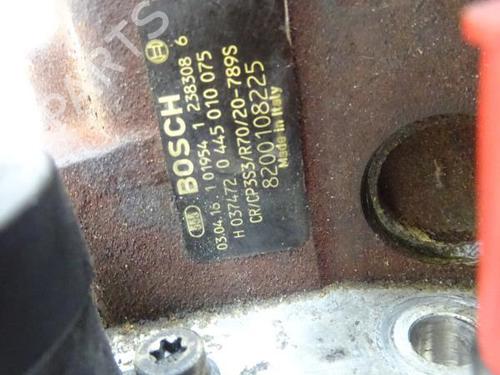 BOSCH
03.04.16 1 01954 1 238308 6
H 037472 0 445 010 075
CR/CP3S3/R70/20-789S
8200108225
Made in Italy
PARTS